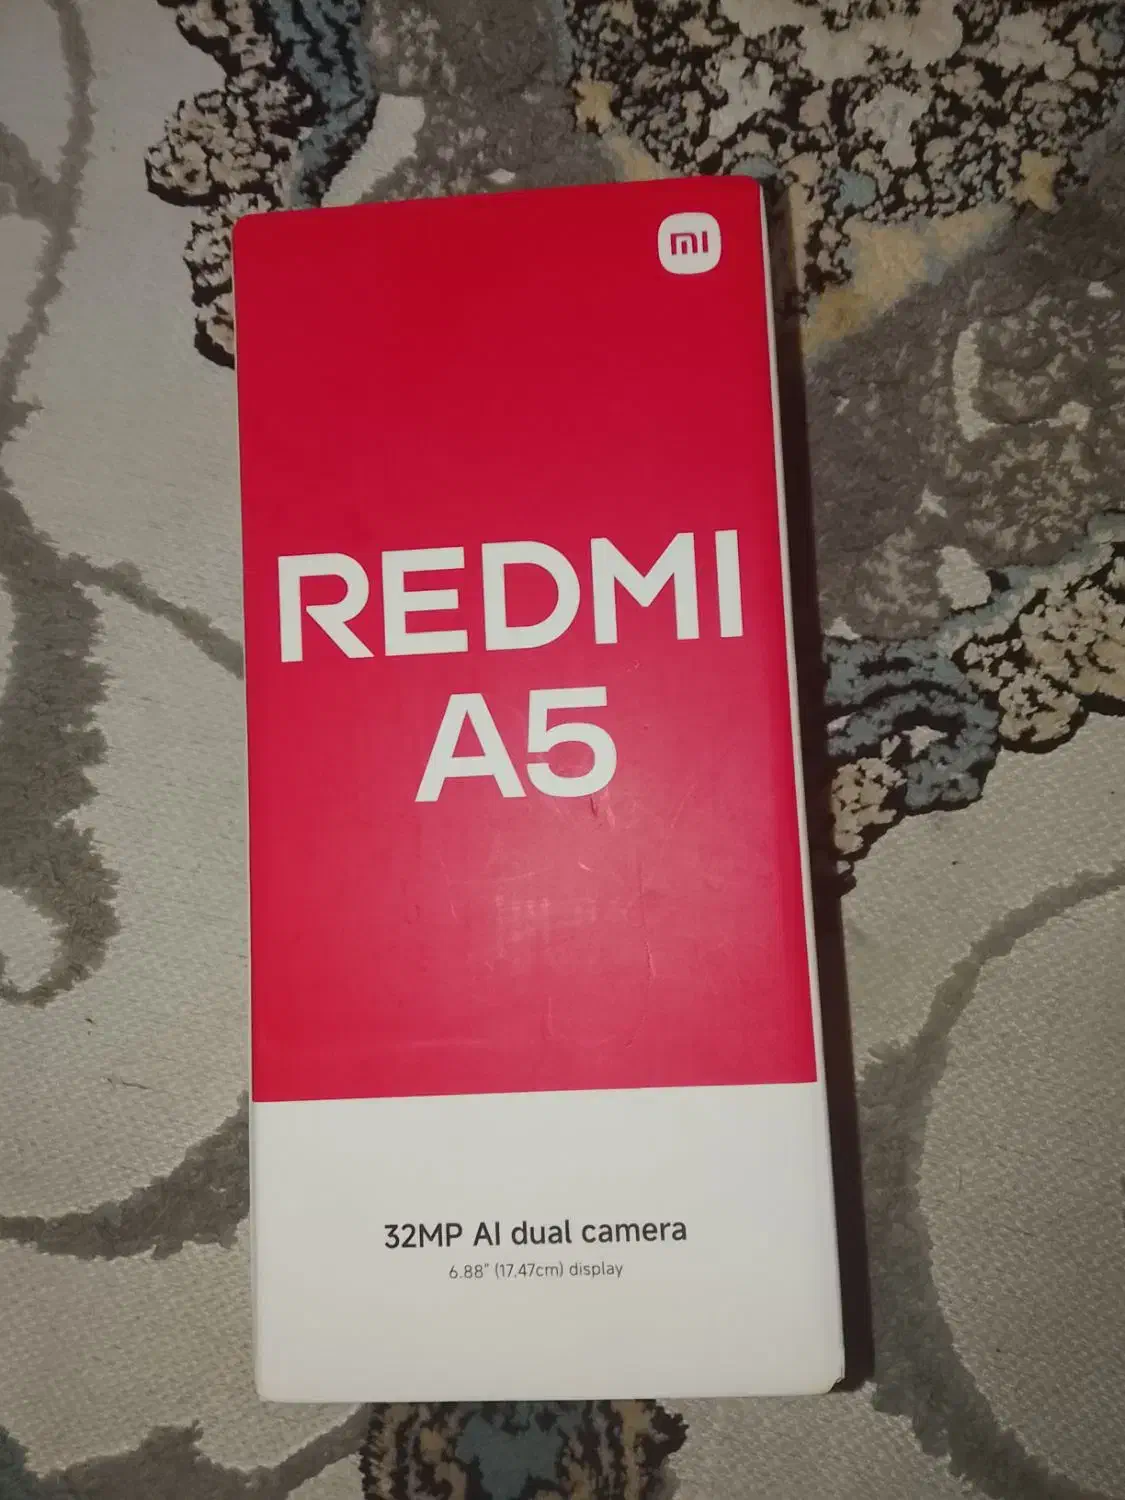 mi
REDMI
A5
32MP AI dual camera
6.88" (17.47cm) display